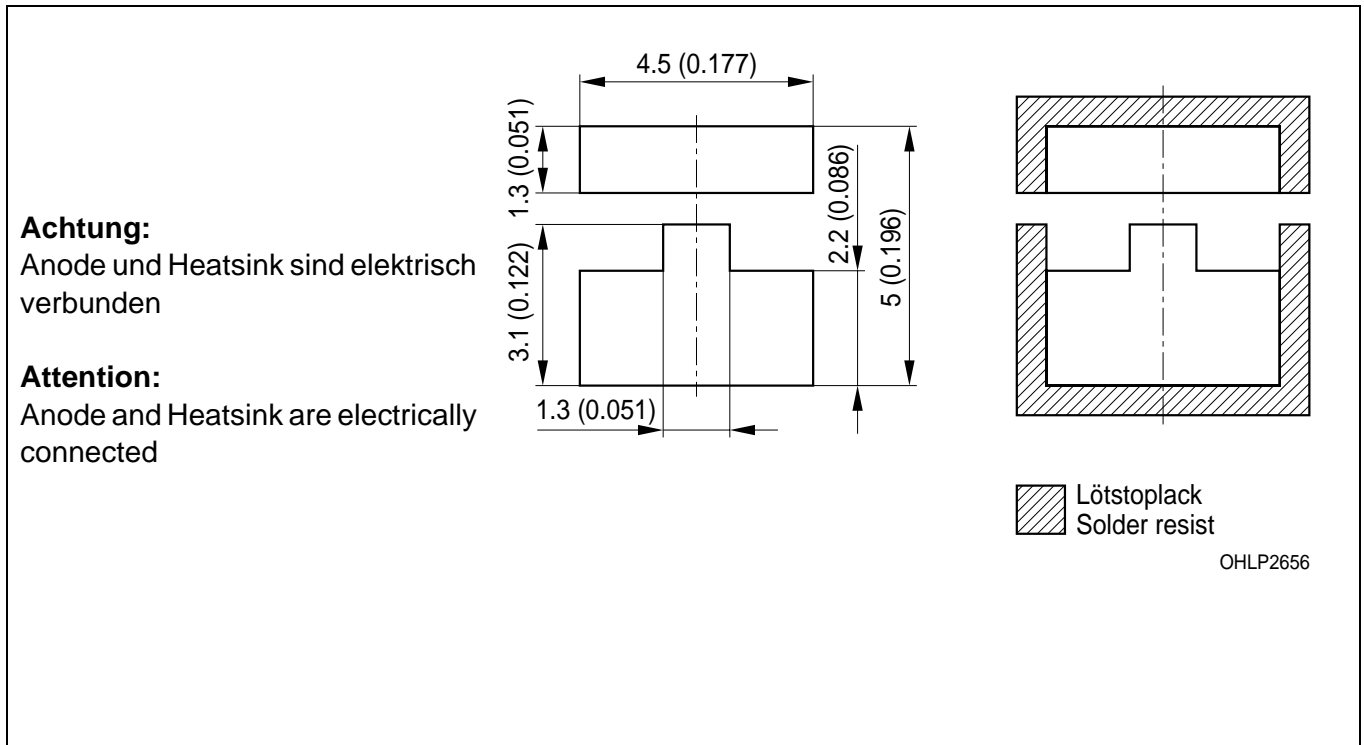 4.5 (0.177)
1.3 (0.051)
2.2 (0.086)
5 (0.196)
3.1 (0.122)
1.3 (0.051)
Achtung:
Anode und Heatsink sind elektrisch
verbunden
Attention:
Anode and Heatsink are electrically
connected
Lötstoplack
Solder resist
OHLP2656